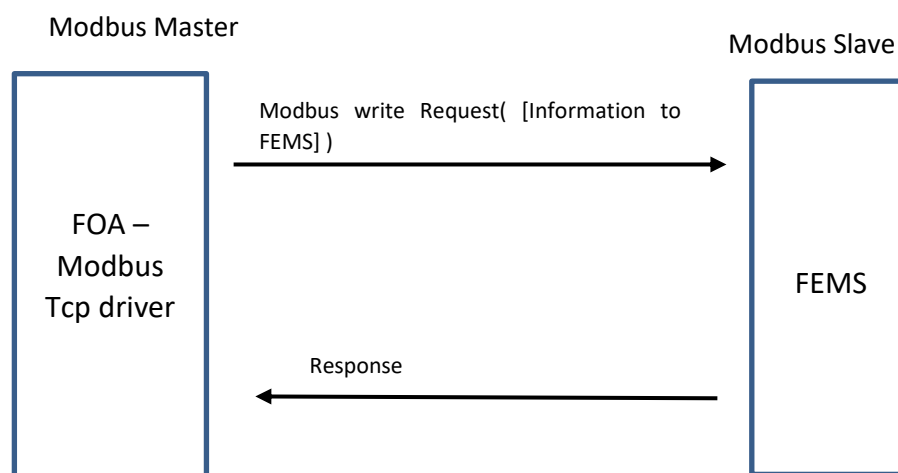 Modbus Master
Modbus Slave
Modbus write Request( [Information to
FEMS] )
FOA –
Modbus
Tcp driver
FEMS
Response